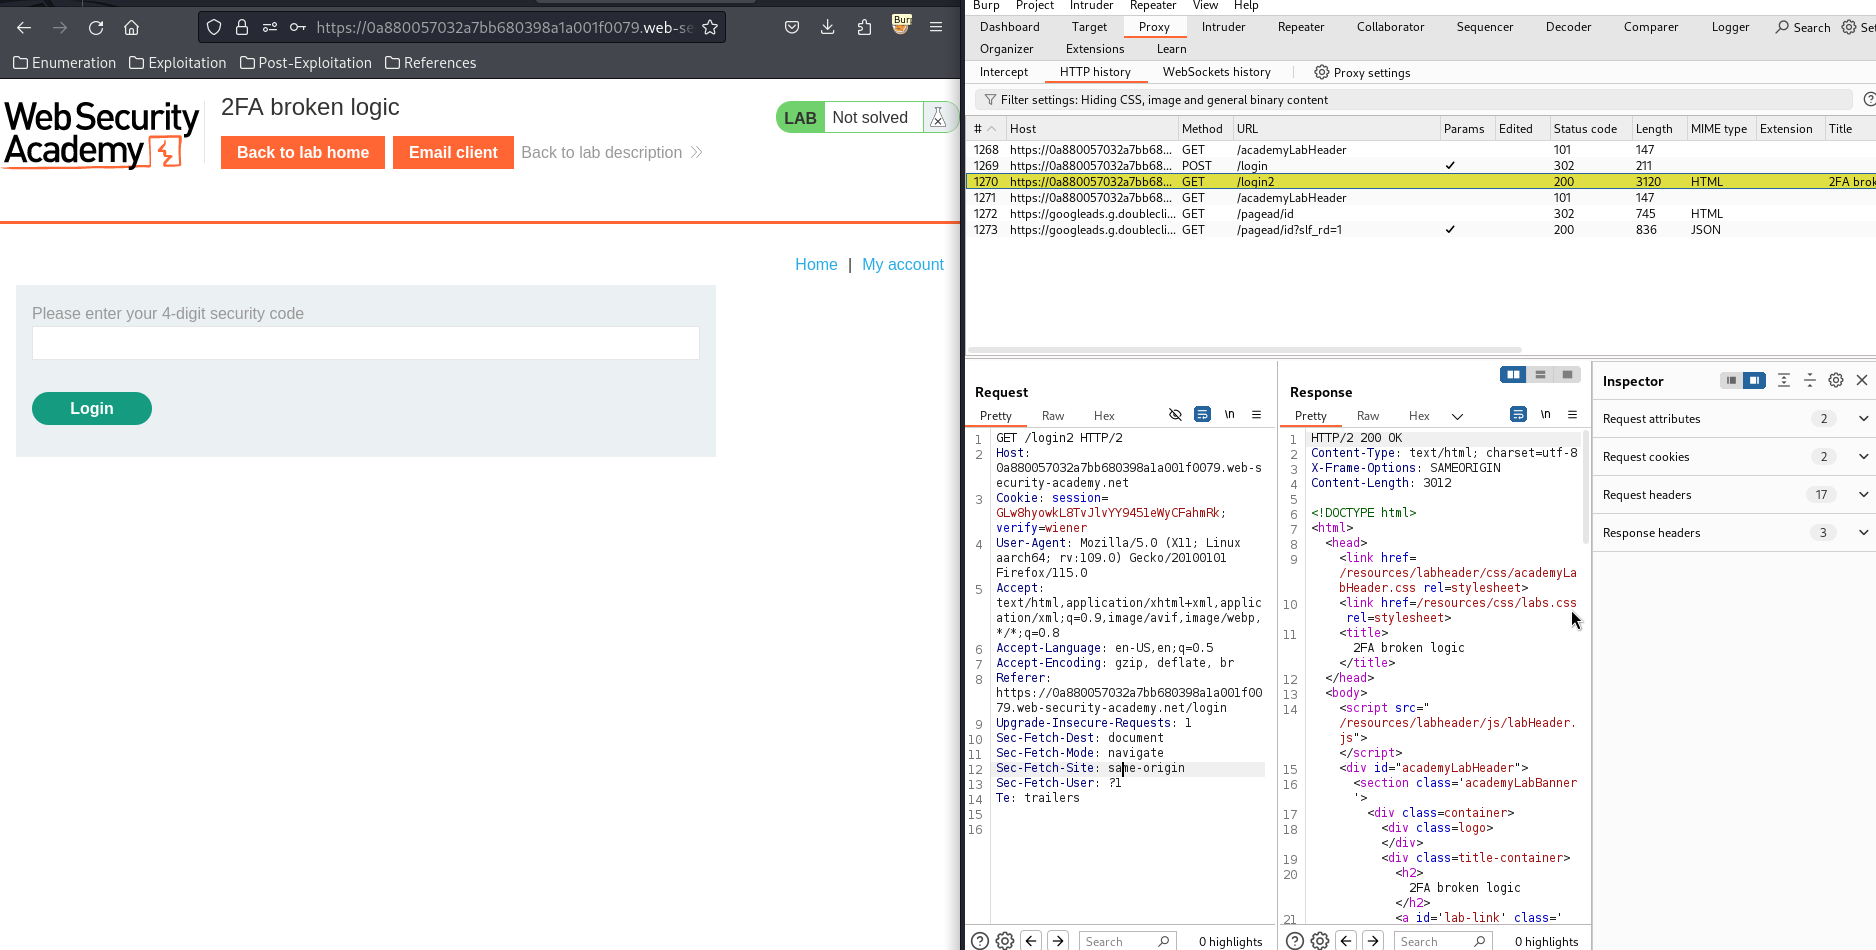 https://0a880057032a7bb680398a1a001f0079.web-se
Enumeration Exploitation Post-Exploitation References
WebSecurity
Academy
2FA broken logic
Back to lab home
Email client
Back to lab description
LAB Not solved
Home | My account
Please enter your 4-digit security code
Login
Burp Project Intruder Repeater View Help
Dashboard Target Proxy Intruder Repeater Collaborator Sequencer Decoder Comparer Logger Search Set
Organizer Extensions Learn
Intercept HTTP history WebSockets history Proxy settings
Filter settings: Hiding CSS, image and general binary content
# Host Method URL Params Edited Status code Length MIME type Extension Title
1268 https://0a880057032a7bb68... GET /academyLabHeader 101 147
1269 https://0a880057032a7bb68... POST /login ✓ 302 211
1270 https://0a880057032a7bb68... GET /login2 200 3120 HTML 2FA brok
1271 https://0a880057032a7bb68... GET /academyLabHeader 101 147
1272 https://googleads.g.doublecli... GET /pagead/id 302 745 HTML
1273 https://googleads.g.doublecli... GET /pagead/id?slf_rd=1 ✓ 200 836 JSON
Request
Pretty Raw Hex \n
1 GET /login2 HTTP/2
2 Host:
0a880057032a7bb680398a1a001f0079.web-s
ecurity-academy.net
3 Cookie: session=
GLw8hyowkL8TvJlvYY9451eWyCFahmRk;
verify=wiener
4 User-Agent: Mozilla/5.0 (X11; Linux
aarch64; rv:109.0) Gecko/20100101
Firefox/115.0
5 Accept:
text/html,application/xhtml+xml,applic
ation/xml;q=0.9,image/avif,image/webp,
*/*;q=0.8
6 Accept-Language: en-US,en;q=0.5
7 Accept-Encoding: gzip, deflate, br
8 Referer:
https://0a880057032a7bb680398a1a001f00
79.web-security-academy.net/login
9 Upgrade-Insecure-Requests: 1
10 Sec-Fetch-Dest: document
11 Sec-Fetch-Mode: navigate
12 Sec-Fetch-Site: same-origin
13 Sec-Fetch-User: ?1
14 Te: trailers
15
16
Search 0 highlights
Response
Pretty Raw Hex \n
1 HTTP/2 200 OK
2 Content-Type: text/html; charset=utf-8
3 X-Frame-Options: SAMEORIGIN
4 Content-Length: 3012
5
6 <!DOCTYPE html>
7 <html>
8 <head>
9 <link href=
/resources/labheader/css/academyLa
bHeader.css rel=stylesheet>
10 <link href=/resources/css/labs.css
rel=stylesheet>
11 <title>
2FA broken logic
</title>
12 </head>
13 <body>
14 <script src="
/resources/labheader/js/labHeader.
js">
</script>
15 <div id="academyLabHeader">
16 <section class='academyLabBanner
'>
17 <div class=container>
18 <div class=logo>
</div>
19 <div class=title-container>
20 <h2>
2FA broken logic
</h2>
21 <a id='lab-link' class='
Search 0 highlights
Inspector
Request attributes 2
Request cookies 2
Request headers 17
Response headers 3